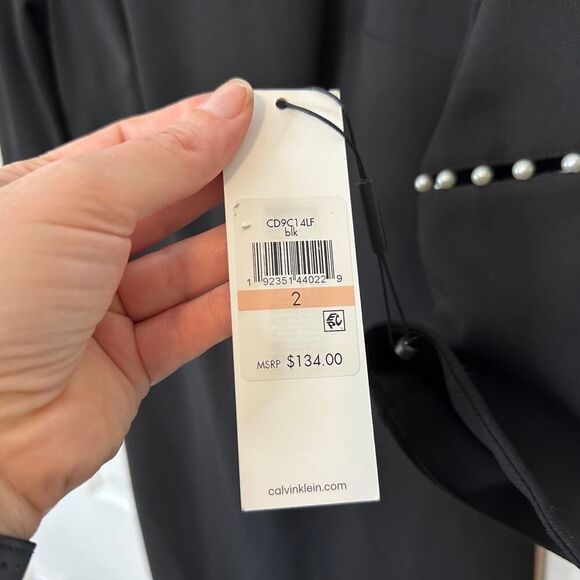 CD9C14LF
blk
1 92351 44022 9
2
MSRP $134.00
calvinklein.com